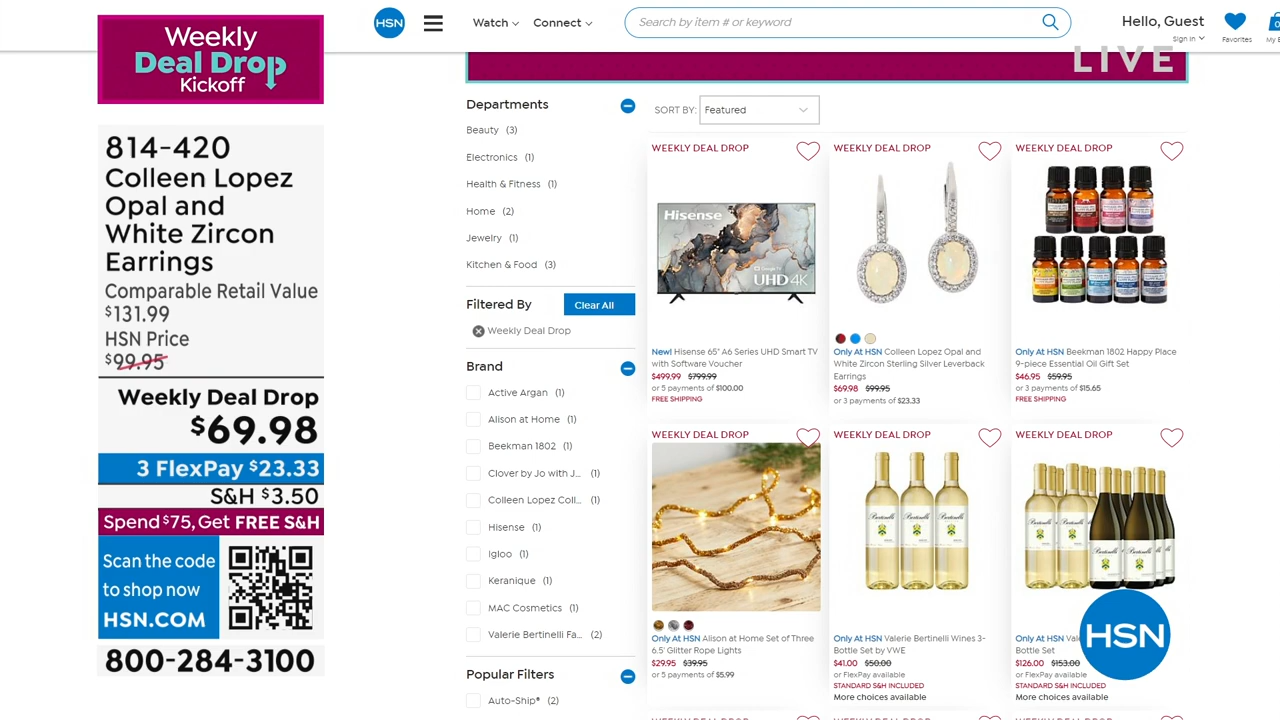 Weekly
Deal Drop
Kickoff
814-420
Colleen Lopez
Opal and
White Zircon
Earrings
Comparable Retail Value
$131.99
HSN Price
$99.95
Weekly Deal Drop
$69.98
3 FlexPay $23.33
S&H $3.50
Spend $75, Get FREE S&H
Scan the code
to shop now
HSN.COM
800-284-3100
HSN
Watch
Connect
Search by item # or keyword
Hello, Guest
Sign In
Favorites
My
0
LIVE
Departments
Beauty (3)
Electronics (1)
Health & Fitness (1)
Home (2)
Jewelry (1)
Kitchen & Food (3)
Filtered By
Clear All
Weekly Deal Drop
Brand
Active Argan (1)
Alison at Home (1)
Beekman 1802 (1)
Clover by Jo with J... (1)
Colleen Lopez Coll... (1)
Hisense (1)
Igloo (1)
Keranique (1)
MAC Cosmetics (1)
Valerie Bertinelli Fa... (2)
Popular Filters
Auto-Ship® (2)
SORT BY: Featured
WEEKLY DEAL DROP
Hisense
Google TV
UHD 4K
New! Hisense 65" A6 Series UHD Smart TV
with Software Voucher
$499.99 $799.99
or 5 payments of $100.00
FREE SHIPPING
WEEKLY DEAL DROP
Only At HSN Colleen Lopez Opal and
White Zircon Sterling Silver Leverback
Earrings
$69.98 $99.95
or 3 payments of $23.33
WEEKLY DEAL DROP
Only At HSN Beekman 1802 Happy Place
9-piece Essential Oil Gift Set
$46.95 $59.95
or 3 payments of $15.65
FREE SHIPPING
WEEKLY DEAL DROP
Only At HSN Alison at Home Set of Three
6.5' Glitter Rope Lights
$29.95 $39.95
or 5 payments of $5.99
WEEKLY DEAL DROP
Bertinelli Bertinelli Bertinelli
Only At HSN Valerie Bertinelli Wines 3-
Bottle Set by VWE
$41.00 $50.00
or FlexPay available
STANDARD S&H INCLUDED
More choices available
WEEKLY DEAL DROP
Only At HSN
Bottle Set
$126.00 $153.00
or FlexPay available
STANDARD S&H INCLUDED
More choices available
HSN